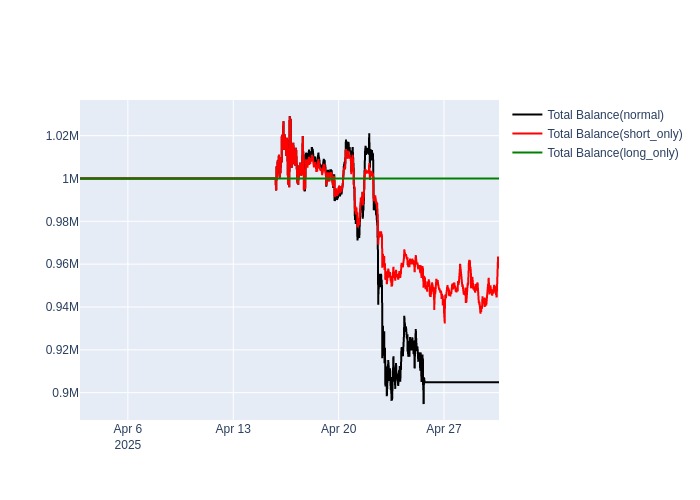 Total Balance(normal)
Total Balance(short_only)
Total Balance(long_only)
1.02M
1M
0.98M
0.96M
0.94M
0.92M
0.9M
Apr 6
2025
Apr 13
Apr 20
Apr 27